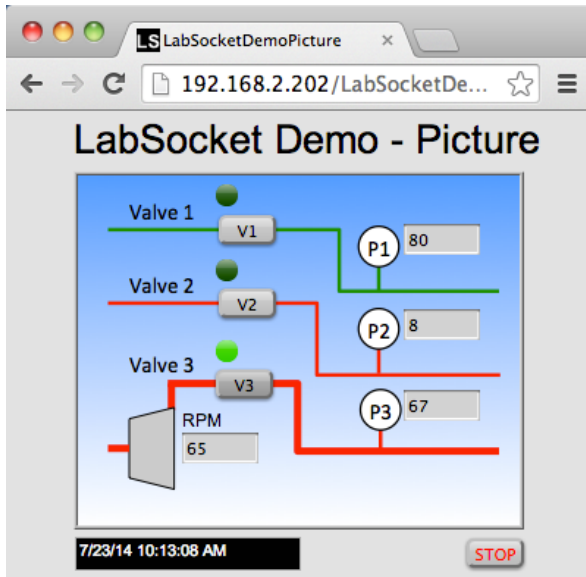 LS LabSocketDemoPicture ×
192.168.2.202/LabSocketDe...
LabSocket Demo - Picture
Valve 1
V1
P1 80
Valve 2
V2
P2 8
Valve 3
V3
P3 67
RPM
65
7/23/14 10:13:08 AM
STOP